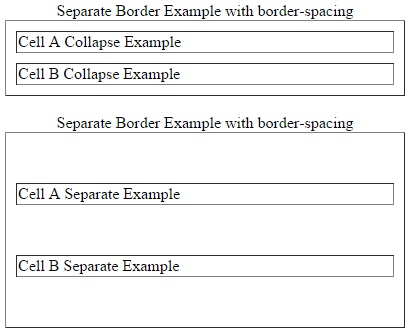 Separate Border Example with border-spacing
Cell A Collapse Example
Cell B Collapse Example
Separate Border Example with border-spacing
Cell A Separate Example
Cell B Separate Example